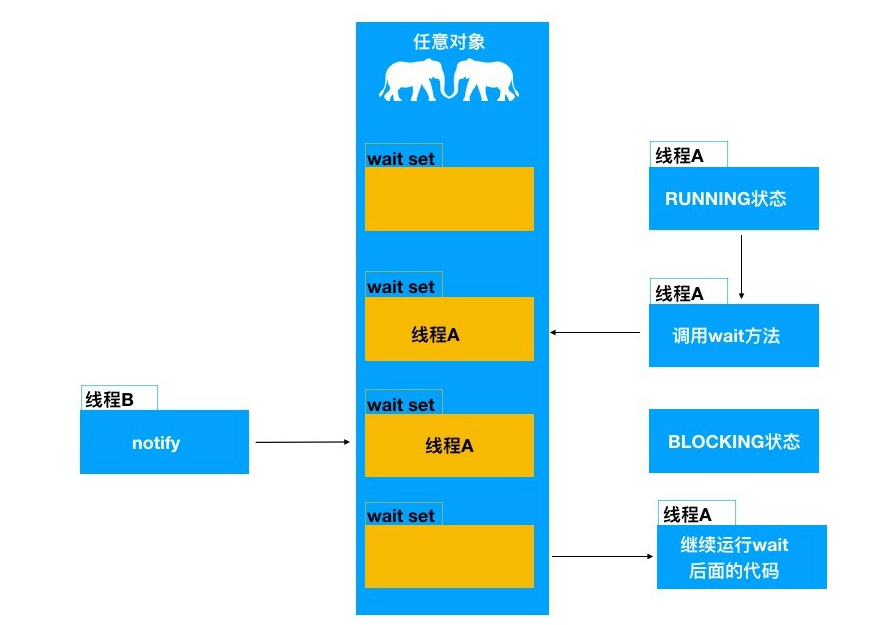 任意对象
wait set
线程A
RUNNING状态
wait set
线程A
线程A
调用wait方法
线程B
notify
wait set
线程A
BLOCKING状态
wait set
线程A
继续运行wait
后面的代码